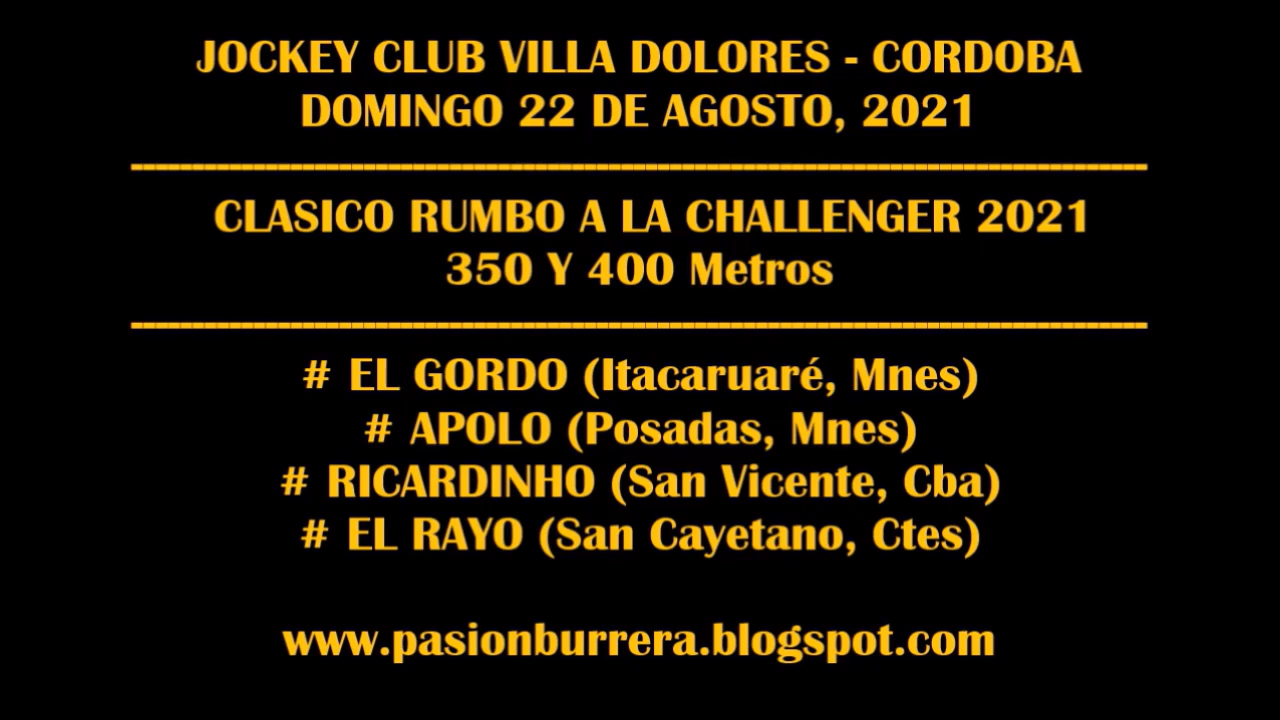 JOCKEY CLUB VILLA DOLORES - CORDOBA
DOMINGO 22 DE AGOSTO, 2021
CLASICO RUMBO A LA CHALLENGER 2021
350 Y 400 Metros
# EL GORDO (Itacaruaré, Mnes)
# APOLO (Posadas, Mnes)
# RICARDINHO (San Vicente, Cba)
# EL RAYO (San Cayetano, Ctes)
www.pasionburrera.blogspot.com